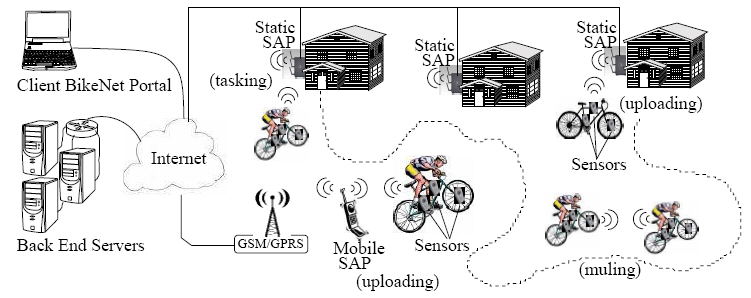 Static
SAP
(tasking)
Static
SAP
Static
SAP
(uploading)
Client BikeNet Portal
Internet
Sensors
Back End Servers
GSM/GPRS
Mobile
SAP
(uploading)
Sensors
(muling)